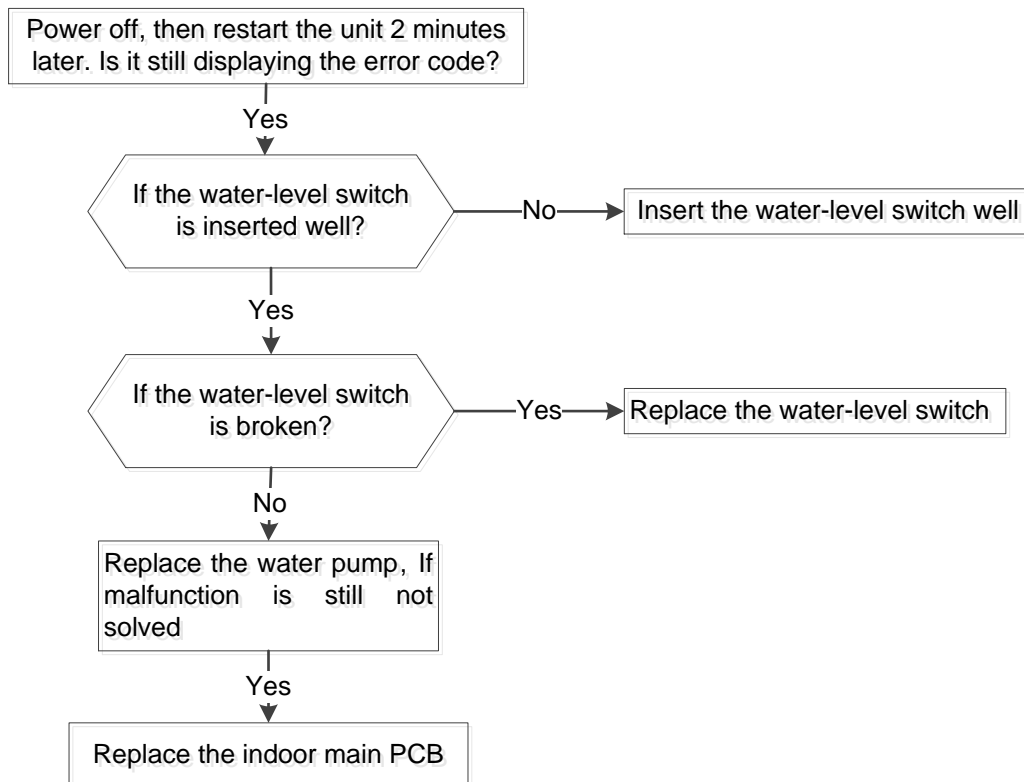 Power off, then restart the unit 2 minutes
later. Is it still displaying the error code?
Yes
If the water-level switch
is inserted well?
No
Insert the water-level switch well
Yes
If the water-level switch
is broken?
Yes
Replace the water-level switch
No
Replace the water pump, If
malfunction is still not
solved
Yes
Replace the indoor main PCB